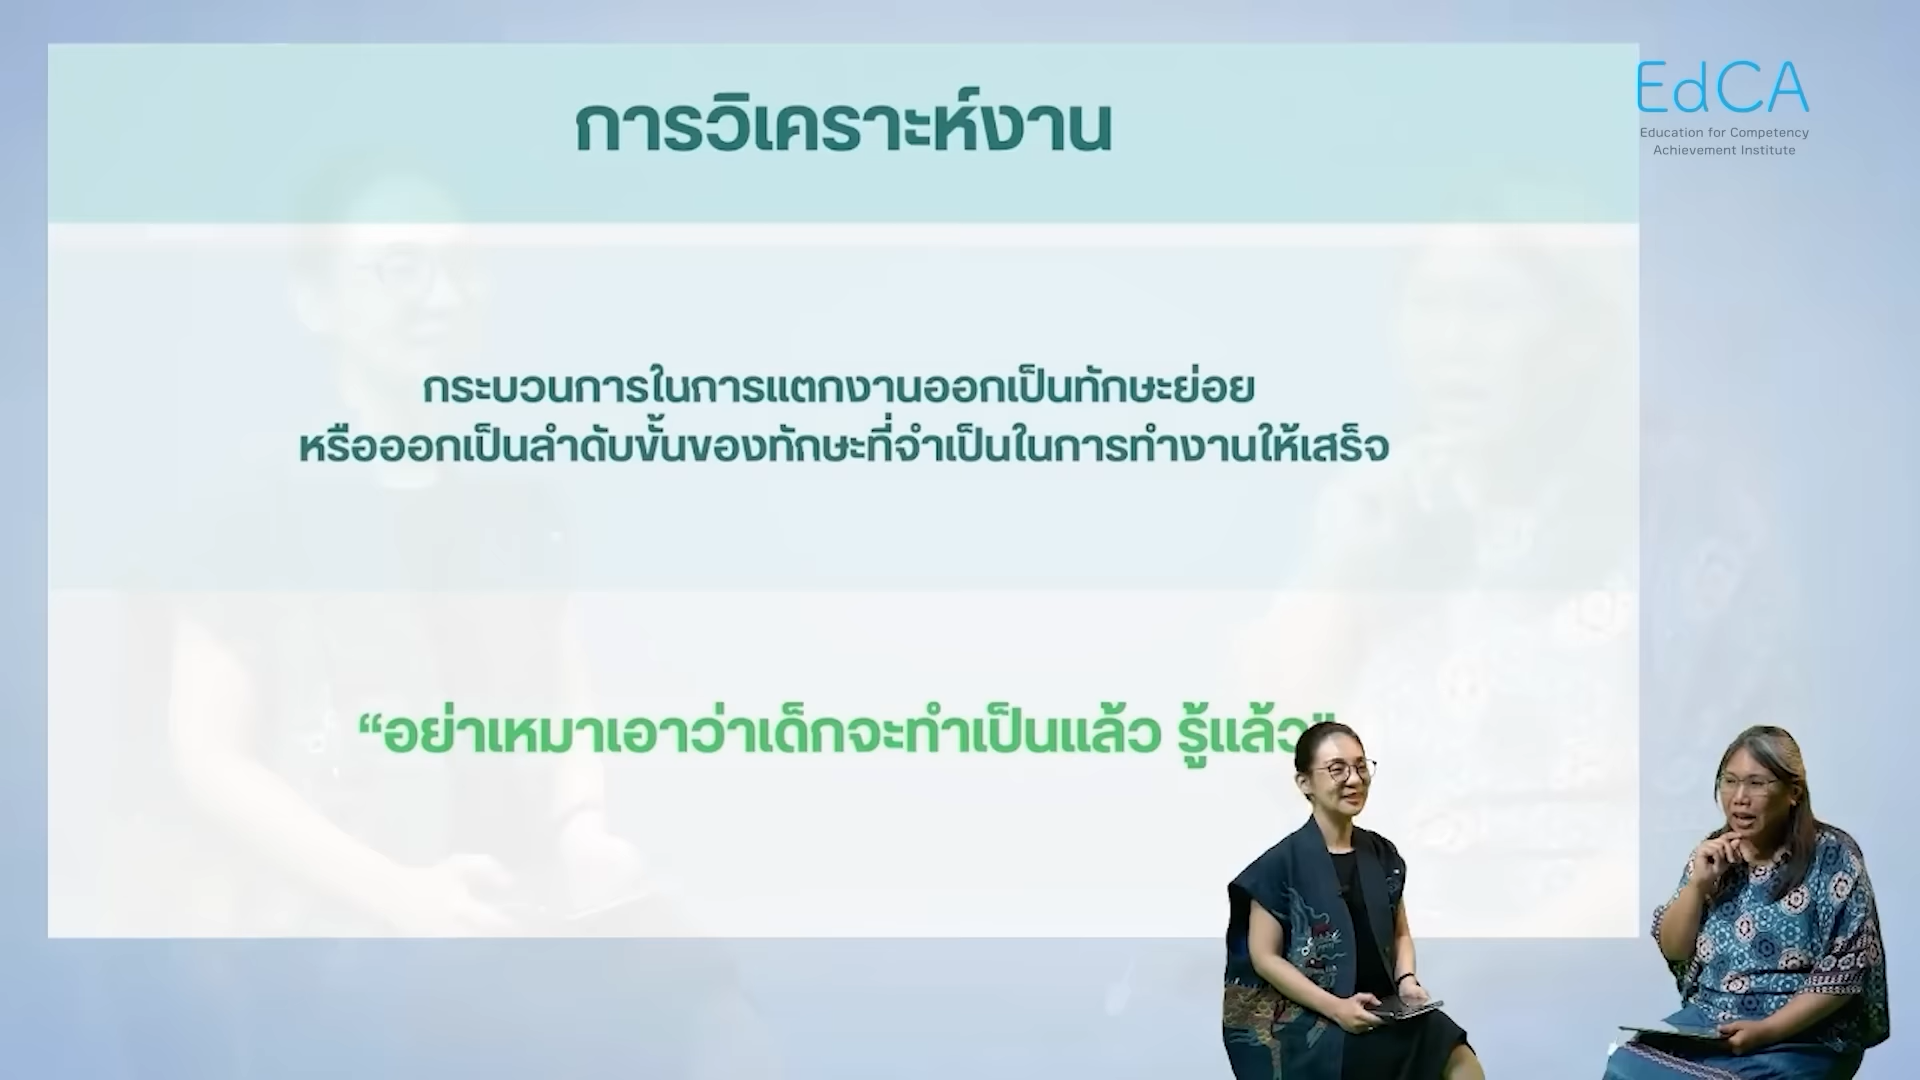 การวิเคราะห์งาน
EdCA
Education for Competency
Achievement Institute
กระบวนการในการแตกงานออกเป็นทักษะย่อย
หรือออกเป็นลำดับขั้นของทักษะที่จำเป็นในการทำงานให้เสร็จ
“อย่าเหมาเอาว่าเด็กจะทำเป็นแล้ว รู้แล้ว”